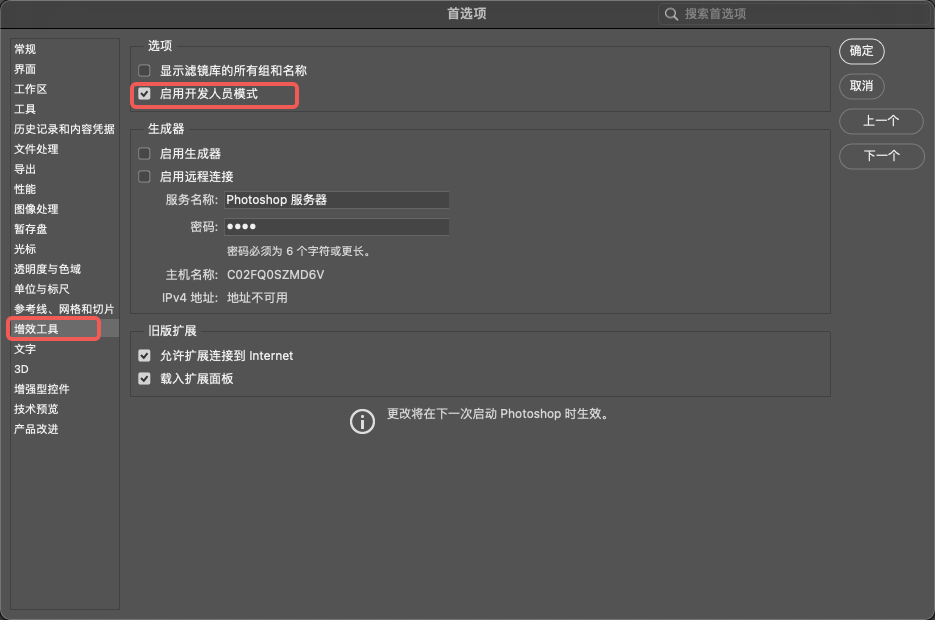 首选项
搜索首选项
常规
界面
工作区
工具
历史记录和内容凭据
文件处理
导出
性能
图像处理
暂存盘
光标
透明度与色域
单位与标尺
参考线、网格和切片
增效工具
文字
3D
增强型控件
技术预览
产品改进
选项
显示滤镜库的所有组和名称
启用开发人员模式
生成器
启用生成器
启用远程连接
服务名称: Photoshop 服务器
密码: ●●●●
密码必须为 6 个字符或更长。
主机名称: C02FQ0SZMD6V
IPv4 地址: 地址不可用
旧版扩展
允许扩展连接到 Internet
载入扩展面板
更改将在下一次启动 Photoshop 时生效。
确定
取消
上一个
下一个